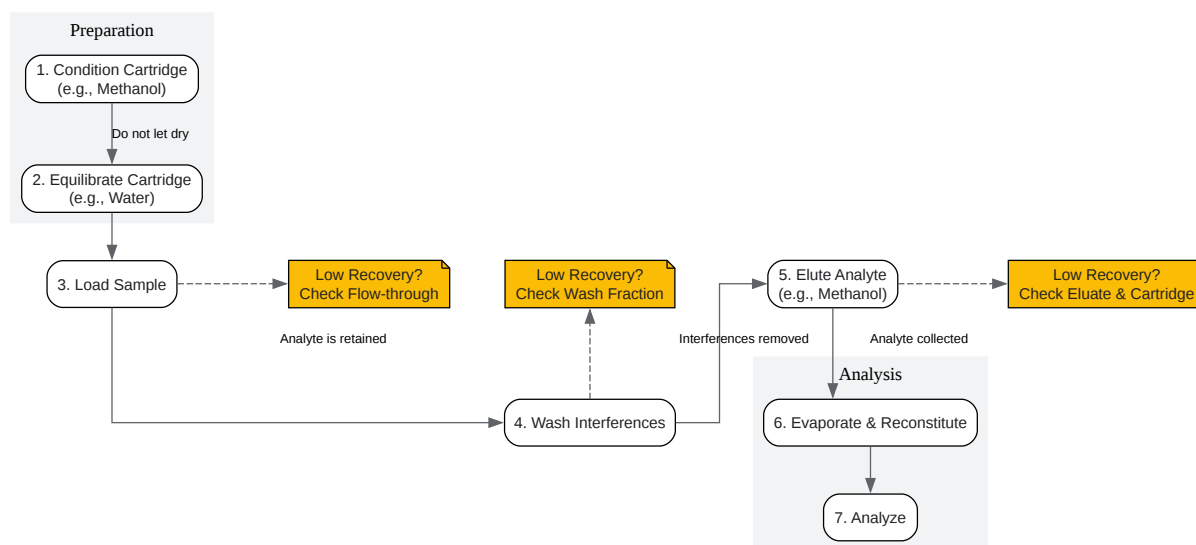 Preparation
1. Condition Cartridge
(e.g., Methanol)
Do not let dry
2. Equilibrate Cartridge
(e.g., Water)
3. Load Sample
Low Recovery?
Check Flow-through
Low Recovery?
Check Wash Fraction
5. Elute Analyte
(e.g., Methanol)
Low Recovery?
Check Eluate & Cartridge
Analyte is retained
Interferences removed
Analyte collected
Analysis
4. Wash Interferences
6. Evaporate & Reconstitute
7. Analyze